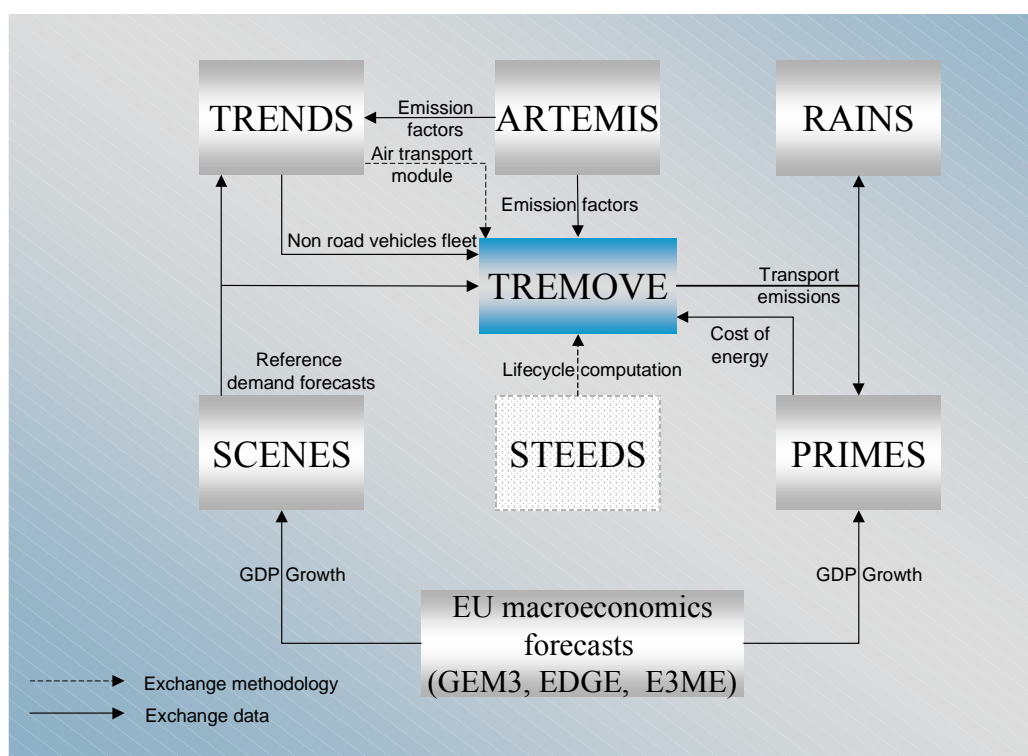 TRENDS
Emission
factors
ARTEMIS
RAINS
Air transport
module
Emission factors
Non road vehicles fleet
TREMOVE
Transport
emissions
Cost of
energy
Reference
demand forecasts
Lifecycle computation
SCENES
STEEDS
PRIMES
GDP Growth
GDP Growth
EU macroeconomics
forecasts
(GEM3, EDGE, E3ME)
Exchange methodology
Exchange data